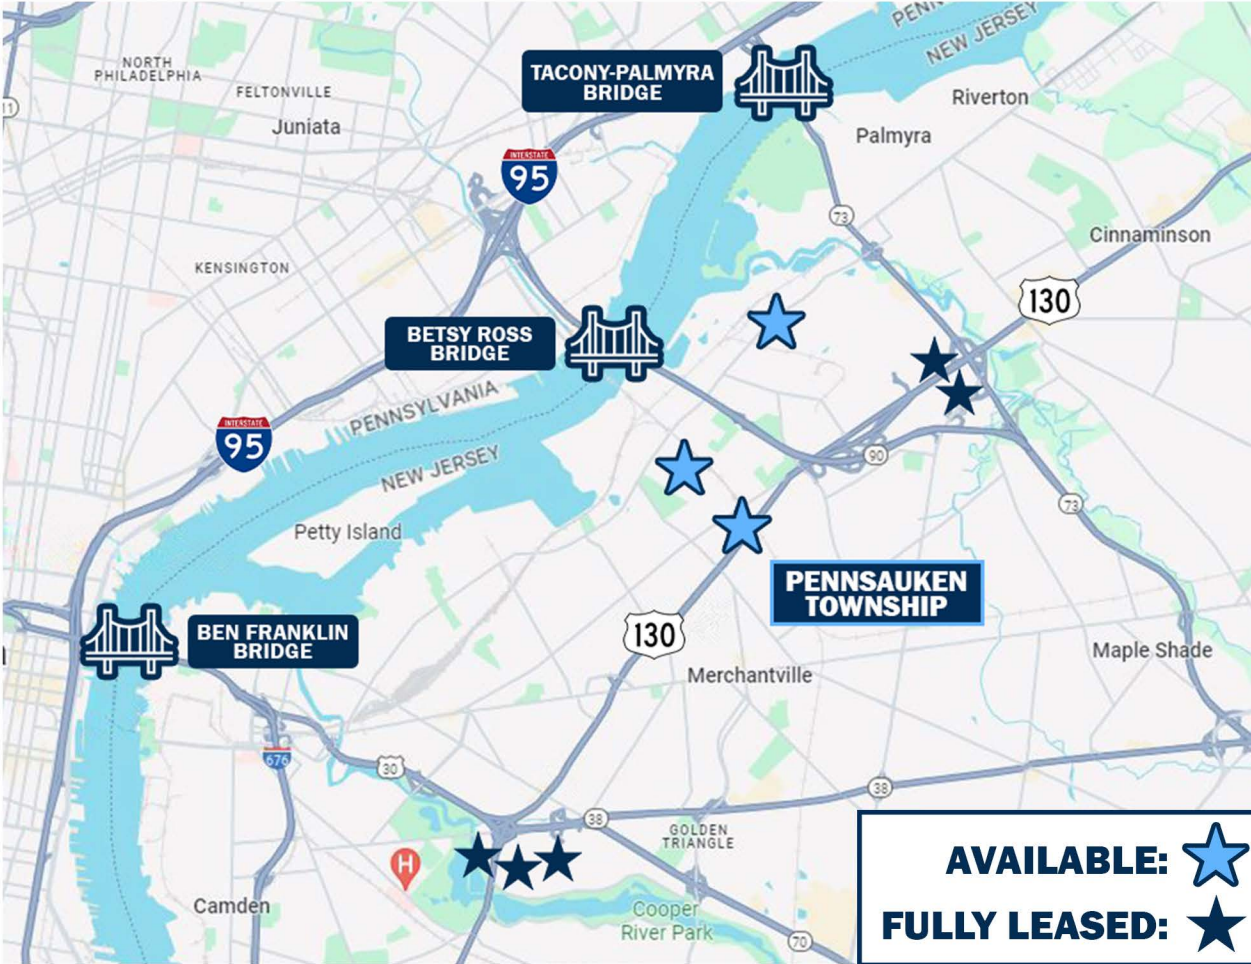 PENN
NEW JERSEY
NORTH
PHILADELPHIA
TACONY-PALMYRA
BRIDGE
FELTONVILLE
Riverton
11
Juniata
Palmyra
INTERSTATE
95
73
Cinnaminson
KENSINGTON
130
BETSY ROSS
BRIDGE
PENNSYLVANIA
INTERSTATE
95
NEW JERSEY
90
73
Petty Island
PENNSAUKEN
TOWNSHIP
BEN FRANKLIN
BRIDGE
130
Maple Shade
Merchantville
676
30
38
38
GOLDEN
TRIANGLE
H
AVAILABLE:
Camden
Cooper
River Park
FULLY LEASED:
70